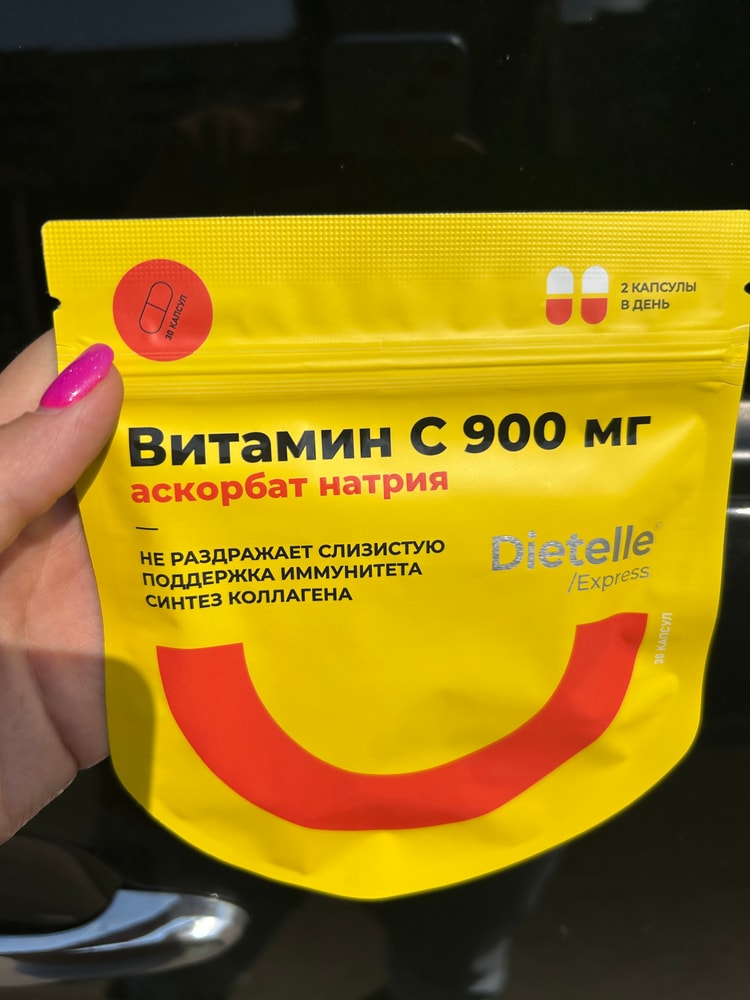 30 КАПСУЛ
2 КАПСУЛЫ
В ДЕНЬ
Витамин С 900 мг
аскорбат натрия
НЕ РАЗДРАЖАЕТ СЛИЗИСТУЮ
ПОДДЕРЖКА ИММУНИТЕТА
СИНТЕЗ КОЛЛАГЕНА
Dietelle©
/Express
30 КАПСУЛ